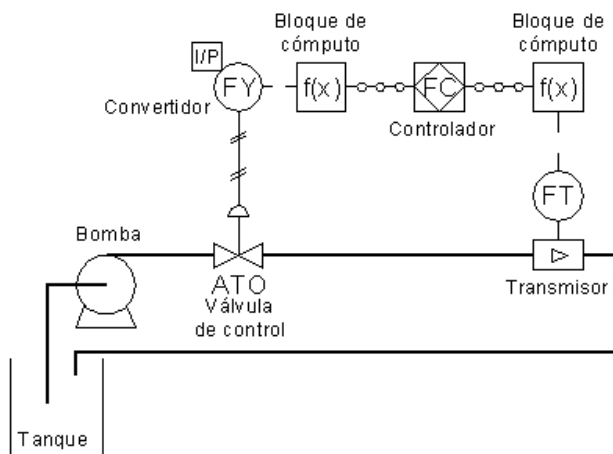 Bloque de
cómputo
Bloque de
cómputo
I/P
FY
f(x)
FC
f(x)
Convertidor
Controlador
FT
Bomba
ATO
Válvula
de control
Transmisor
Tanque